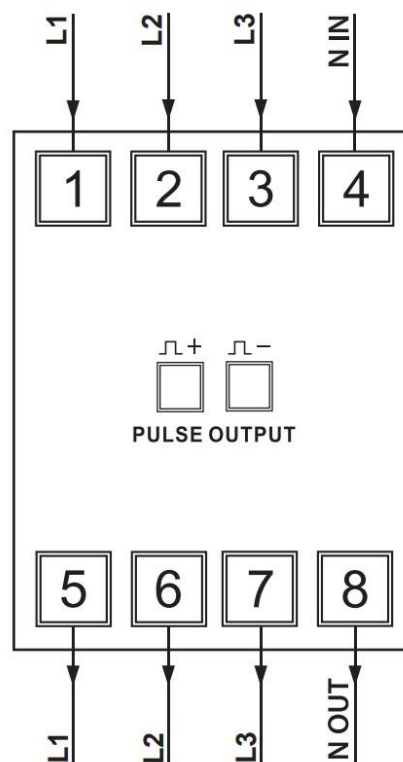 L1 L2 L3 N IN
1 2 3 4
+ −
PULSE OUTPUT
5 6 7 8
L1 L2 L3 N OUT